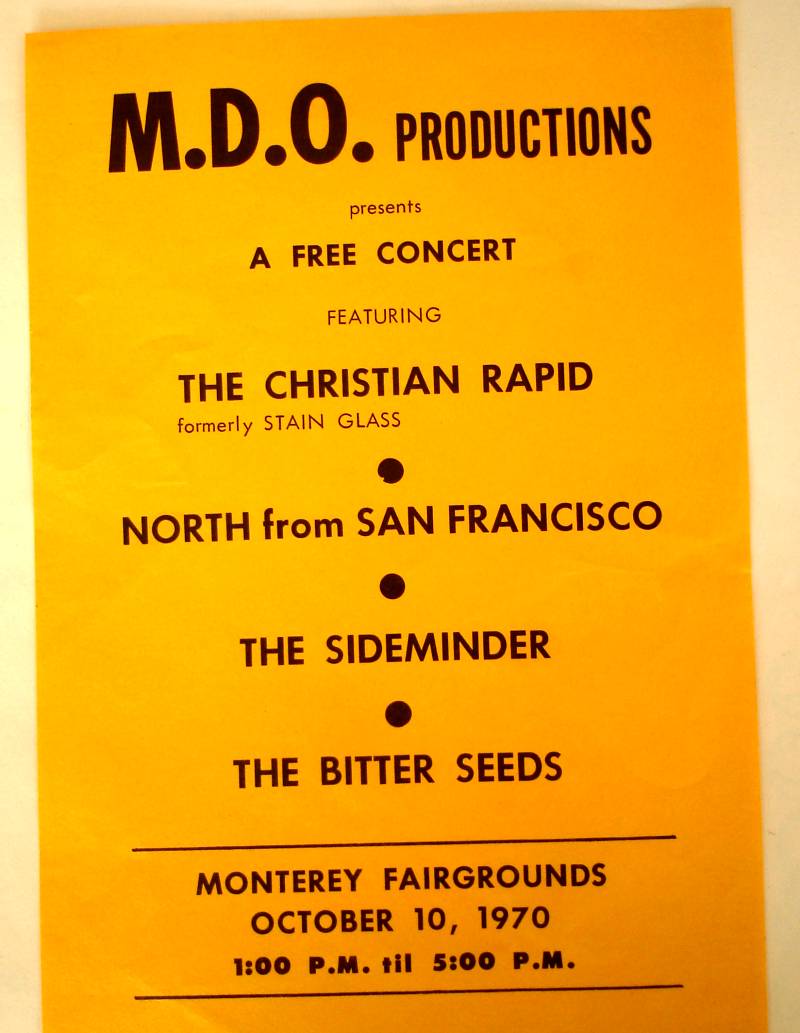 M.D.O. PRODUCTIONS
presents
A FREE CONCERT
FEATURING
THE CHRISTIAN RAPID
formerly STAIN GLASS
NORTH from SAN FRANCISCO
THE SIDEMINDER
THE BITTER SEEDS
MONTEREY FAIRGROUNDS
OCTOBER 10, 1970
1:00 P.M. til 5:00 P.M.